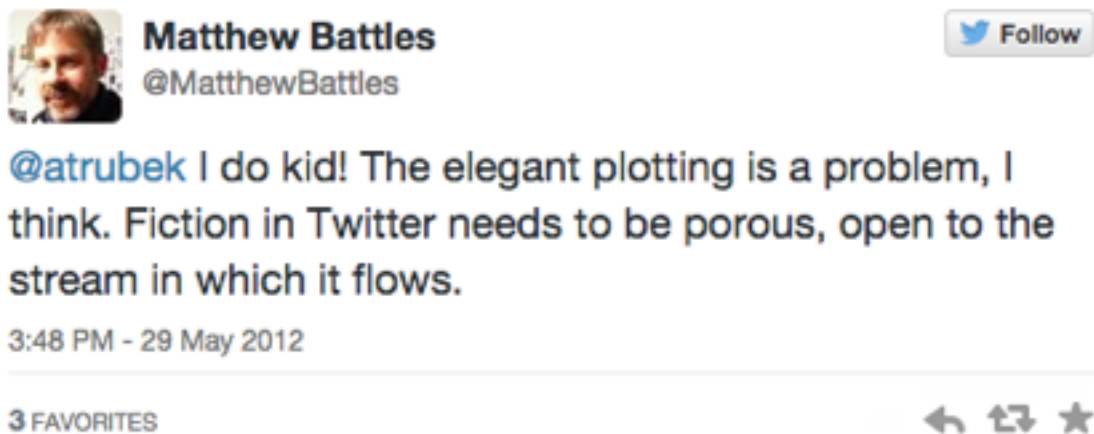 Matthew Battles
Follow
@MatthewBattles
@atrubek I do kid! The elegant plotting is a problem, I
think. Fiction in Twitter needs to be porous, open to the
stream in which it flows.
3:48 PM - 29 May 2012
3 FAVORITES